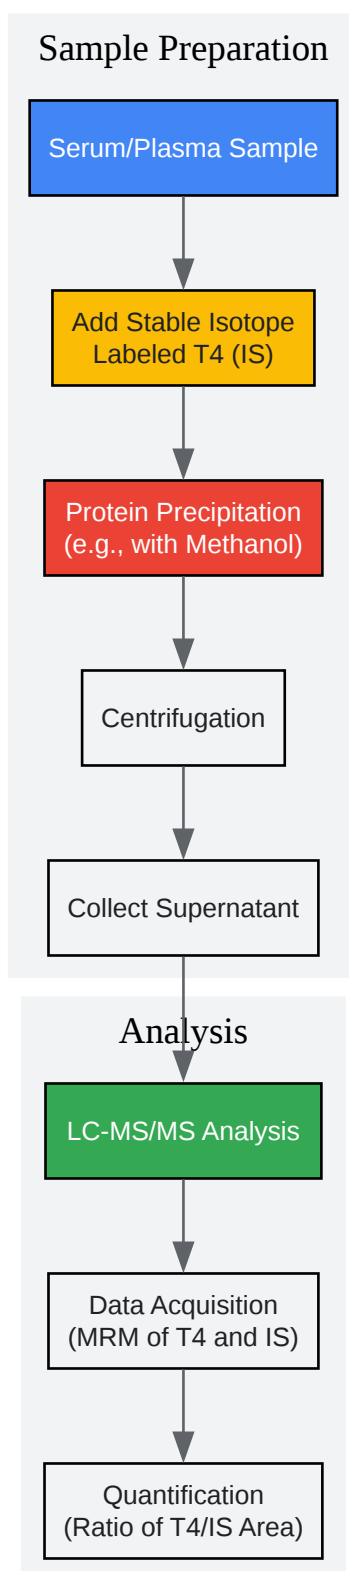 Sample Preparation
Serum/Plasma Sample
Add Stable Isotope
Labeled T4 (IS)
Protein Precipitation
(e.g., with Methanol)
Centrifugation
Collect Supernatant
Analysis
LC-MS/MS Analysis
Data Acquisition
(MRM of T4 and IS)
Quantification
(Ratio of T4/IS Area)